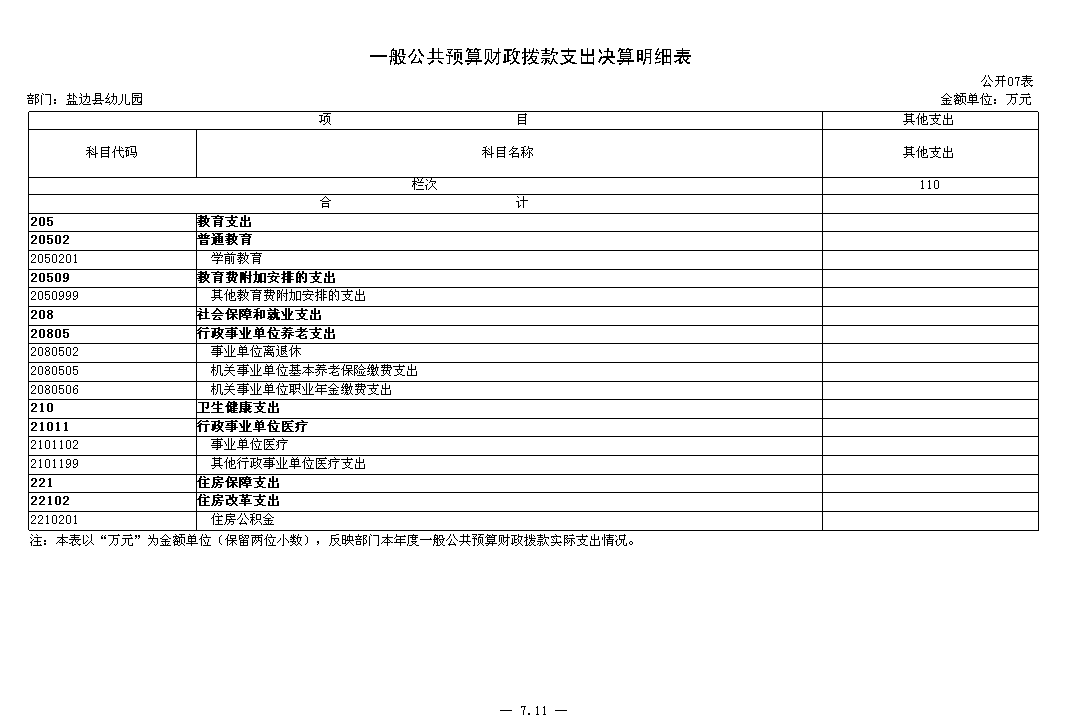 一般公共预算财政拨款支出决算明细表
公开07表
部门：盐边县幼儿园 金额单位：万元
项 目 其他支出
科目代码 科目名称 其他支出
栏次 110
合 计
205 教育支出
20502 普通教育
2050201 学前教育
20509 教育费附加安排的支出
2050999 其他教育费附加安排的支出
208 社会保障和就业支出
20805 行政事业单位养老支出
2080502 事业单位离退休
2080505 机关事业单位基本养老保险缴费支出
2080506 机关事业单位职业年金缴费支出
210 卫生健康支出
21011 行政事业单位医疗
2101102 事业单位医疗
2101199 其他行政事业单位医疗支出
221 住房保障支出
22102 住房改革支出
2210201 住房公积金
注：本表以“万元”为金额单位（保留两位小数），反映部门本年度一般公共预算财政拨款实际支出情况。
— 7.11 —